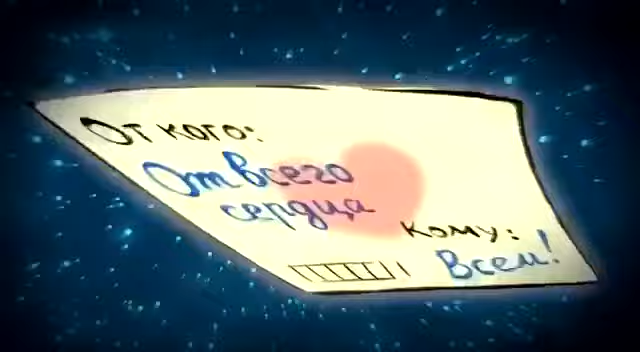 От кого:
От всего
сердца
кому:
Всем!